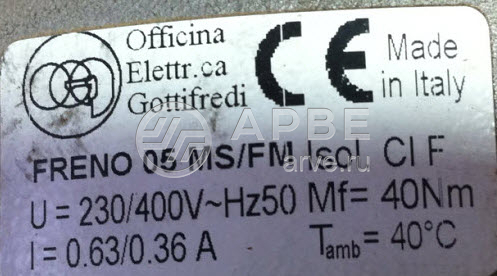 Officina
Elettr.ca
Gottifredi
CE
Made
in Italy
АРВЕ
arve.ru
FRENO 05 MS/FM Isol Cl F
U = 230/400V~Hz50 Mf= 40Nm
I = 0.63/0.36 A Tamb = 40°C